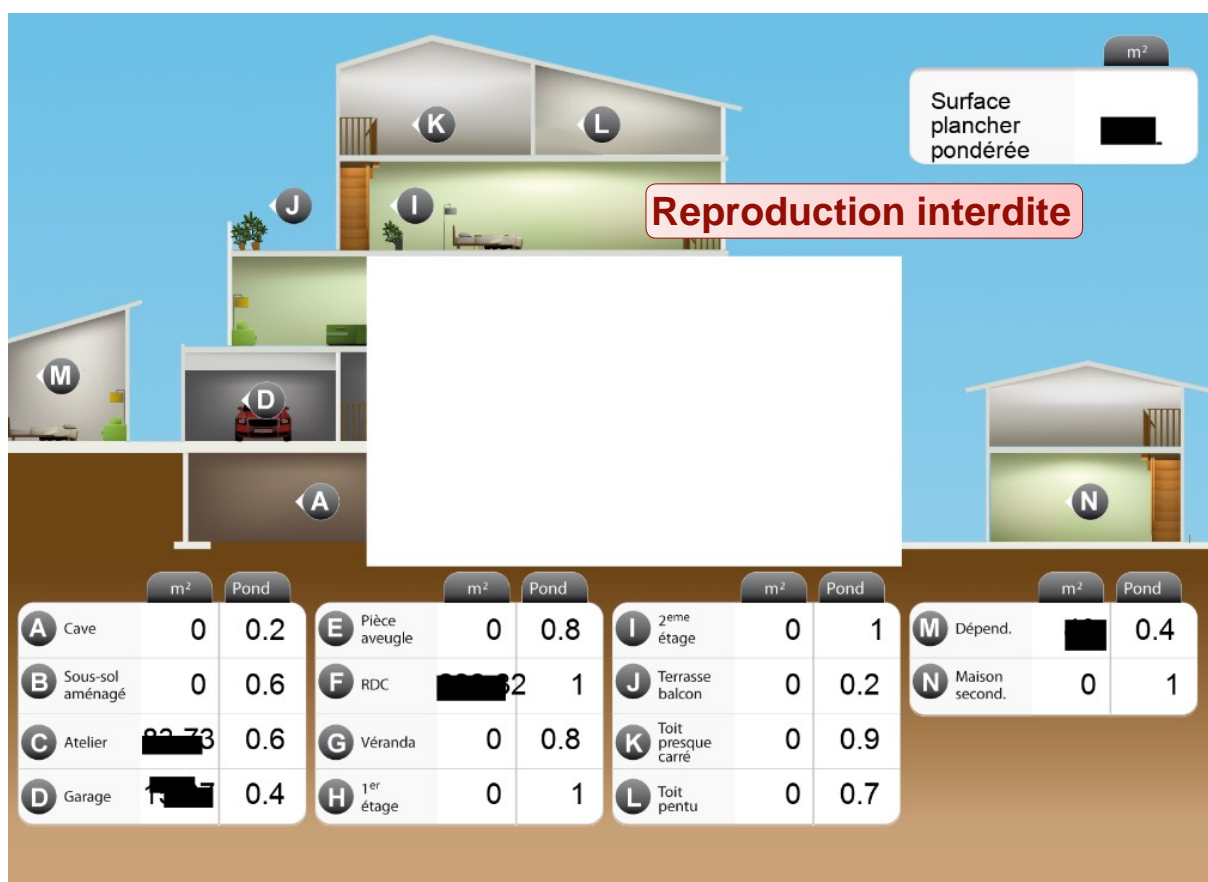 m²
Surface
plancher
pondérée
K
L
J
I
Reproduction interdite
M
D
A
N
m² Pond
A Cave 0 0.2
B Sous-sol
aménagé 0 0.6
C Atelier 0.6
D Garage 0.4
m² Pond
E Pièce
aveugle 0 0.8
F RDC 1
G Véranda 0 0.8
H 1er
étage 0 1
m² Pond
I 2eme
étage 0 1
J Terrasse
balcon 0 0.2
K Toit
presque
carré 0 0.9
L Toit
pentu 0 0.7
m² Pond
M Dépend. 0.4
N Maison
second. 0 1